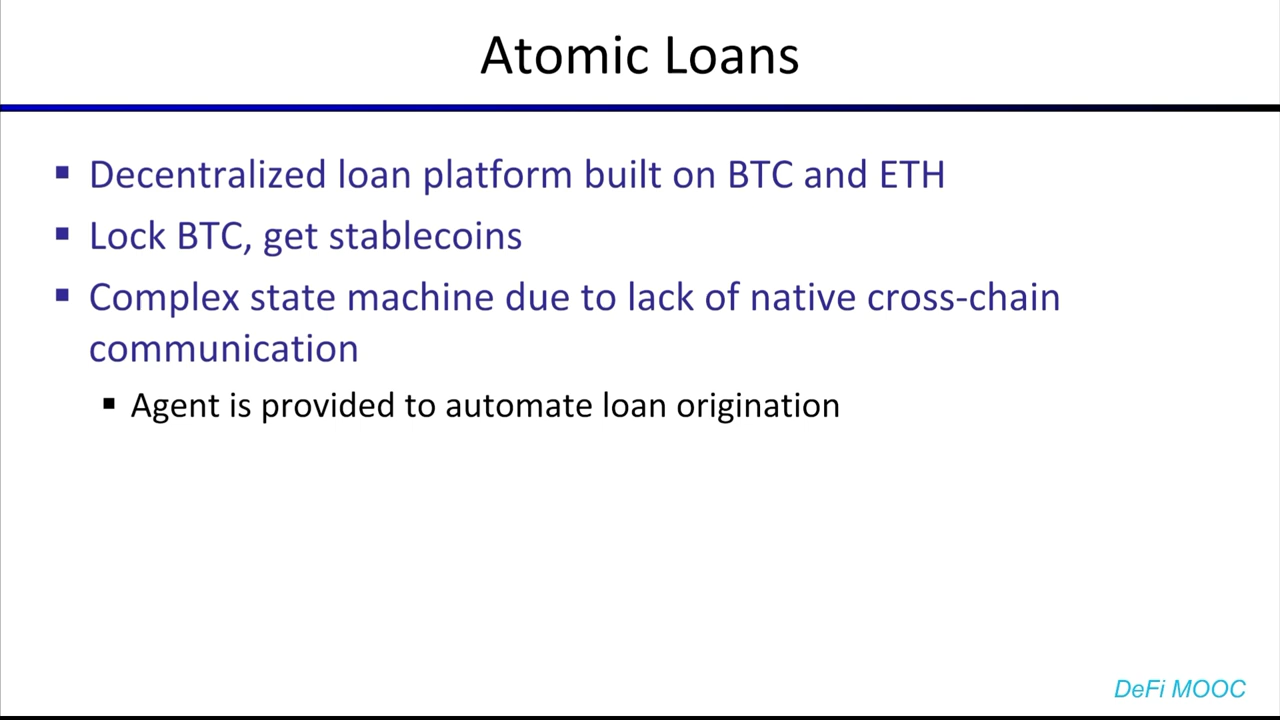 Atomic Loans
▪ Decentralized loan platform built on BTC and ETH
▪ Lock BTC, get stablecoins
▪ Complex state machine due to lack of native cross-chain
communication
▪ Agent is provided to automate loan origination
DeFi MOOC